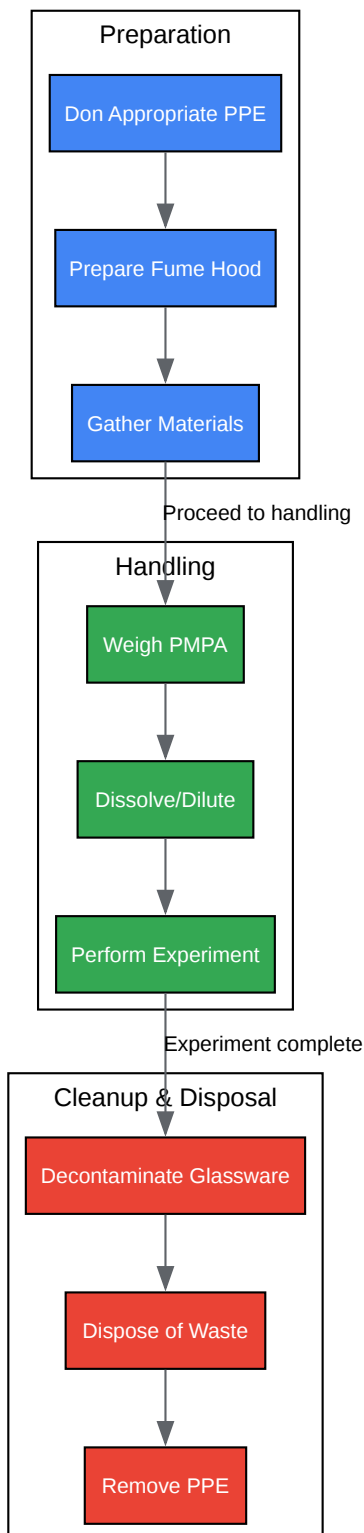 Preparation
Don Appropriate PPE
Prepare Fume Hood
Gather Materials
Proceed to handling
Handling
Weigh PMPA
Dissolve/Dilute
Perform Experiment
Experiment complete
Cleanup & Disposal
Decontaminate Glassware
Dispose of Waste
Remove PPE